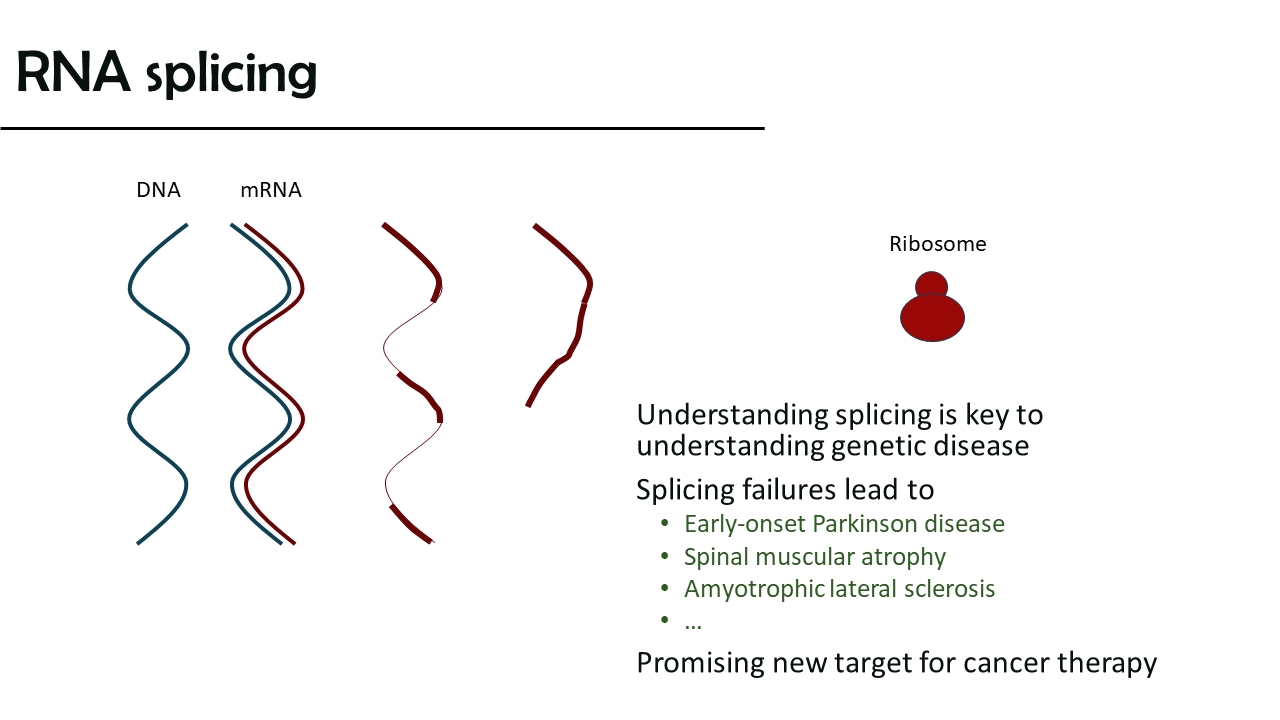 RNA splicing
DNA
mRNA
Ribosome
Understanding splicing is key to
understanding genetic disease
Splicing failures lead to
• Early-onset Parkinson disease
• Spinal muscular atrophy
• Amyotrophic lateral sclerosis
• …
Promising new target for cancer therapy